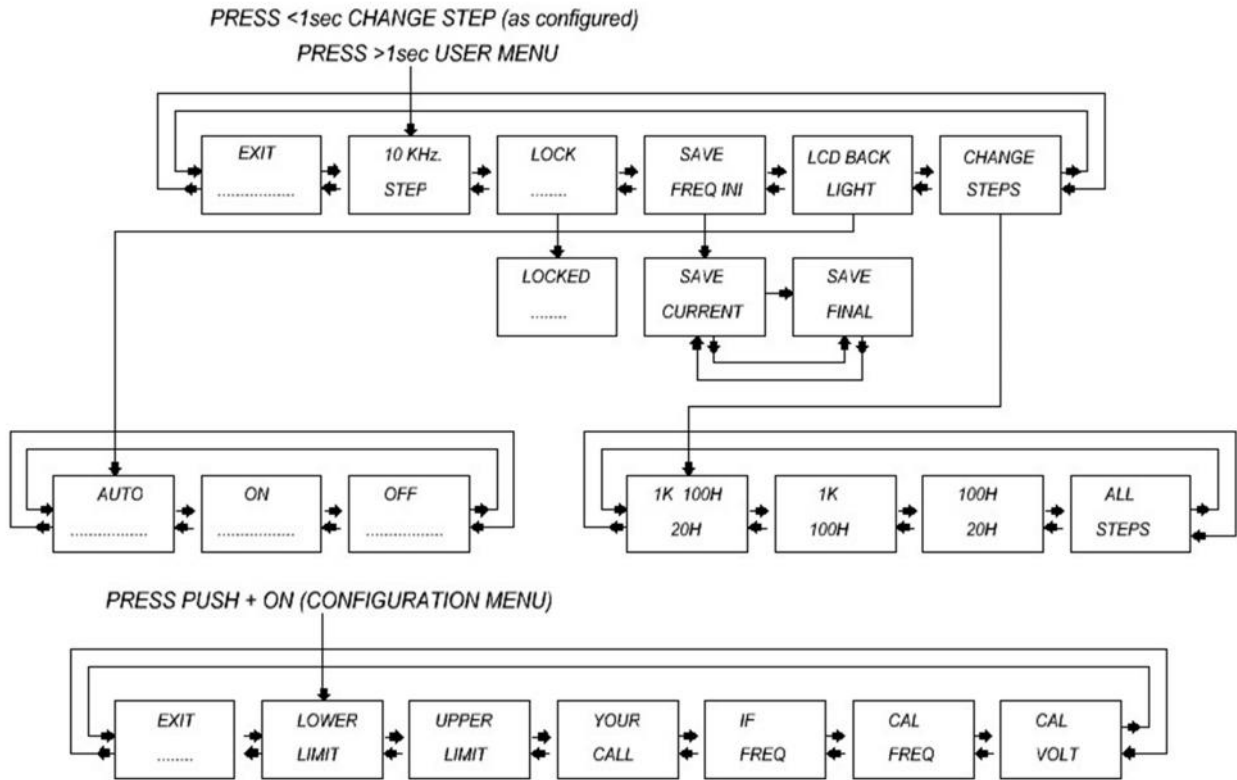 PRESS <1sec CHANGE STEP (as configured)
PRESS >1sec USER MENU
EXIT
..................
10 KHz.
STEP
LOCK
........
SAVE
FREQ INI
LCD BACK
LIGHT
CHANGE
STEPS
LOCKED
........
SAVE
CURRENT
SAVE
FINAL
AUTO
..................
ON
..................
OFF
..................
1K 100H
20H
1K
100H
100H
20H
ALL
STEPS
PRESS PUSH + ON (CONFIGURATION MENU)
EXIT
........
LOWER
LIMIT
UPPER
LIMIT
YOUR
CALL
IF
FREQ
CAL
FREQ
CAL
VOLT